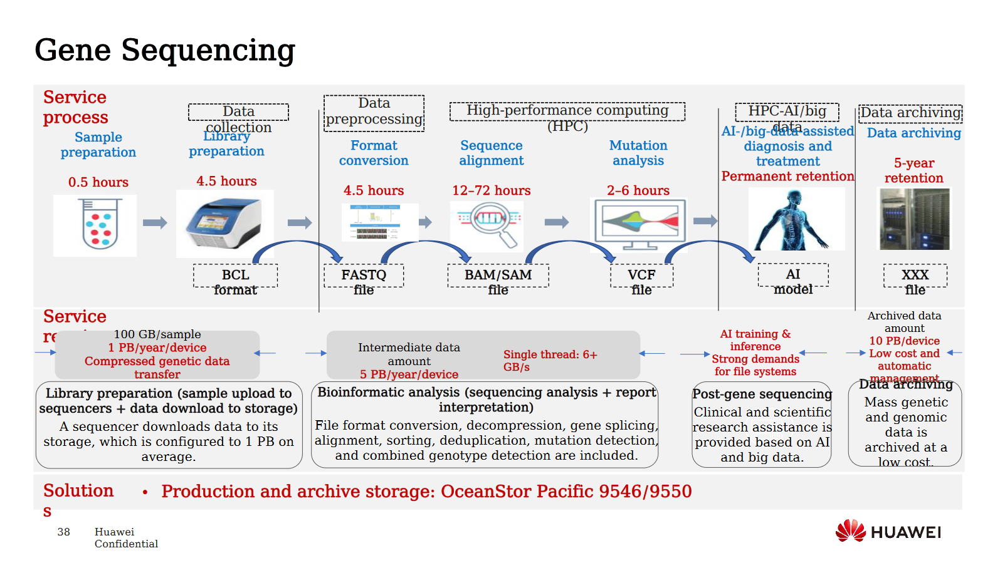 Gene Sequencing
Service
process
Data
collection
Data
preprocessing
High-performance computing
(HPC)
HPC-AI/big
data
Data archiving
Sample
preparation
0.5 hours
Library
preparation
4.5 hours
Format
conversion
4.5 hours
Sequence
alignment
12–72 hours
Mutation
analysis
2–6 hours
AI-/big-data-assisted
diagnosis and
treatment
Permanent retention
Data archiving
5-year
retention
BCL
format
FASTQ
file
BAM/SAM
file
VCF
file
AI
model
XXX
file
Service
100 GB/sample
1 PB/year/device
Compressed genetic data
transfer
Intermediate data
amount
5 PB/year/device
Single thread: 6+
GB/s
AI training &
inference
Strong demands
for file systems
Archived data
amount
10 PB/device
Low cost and
automatic
management
Library preparation (sample upload to
sequencers + data download to storage)
A sequencer downloads data to its
storage, which is configured to 1 PB on
average.
Bioinformatic analysis (sequencing analysis + report
interpretation)
File format conversion, decompression, gene splicing,
alignment, sorting, deduplication, mutation detection,
and combined genotype detection are included.
Post-gene sequencing
Clinical and scientific
research assistance is
provided based on AI
and big data.
Data archiving
Mass genetic
and genomic
data is
archived at a
low cost.
Solution
s
• Production and archive storage: OceanStor Pacific 9546/9550
38
Huawei
Confidential
HUAWEI